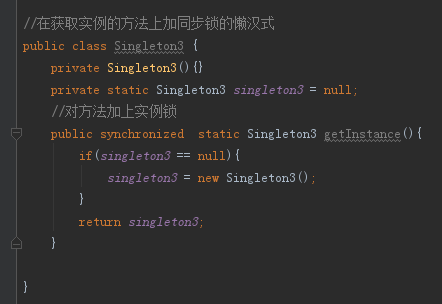 //在获取实例的方法上加同步锁的懒汉式
public class Singleton3 {
private Singleton3(){}
private static Singleton3 singleton3 = null;
//对方法加上实例锁
public synchronized  static Singleton3 getInstance(){
if(singleton3 == null){
singleton3 = new Singleton3();
}
return singleton3;
}
}